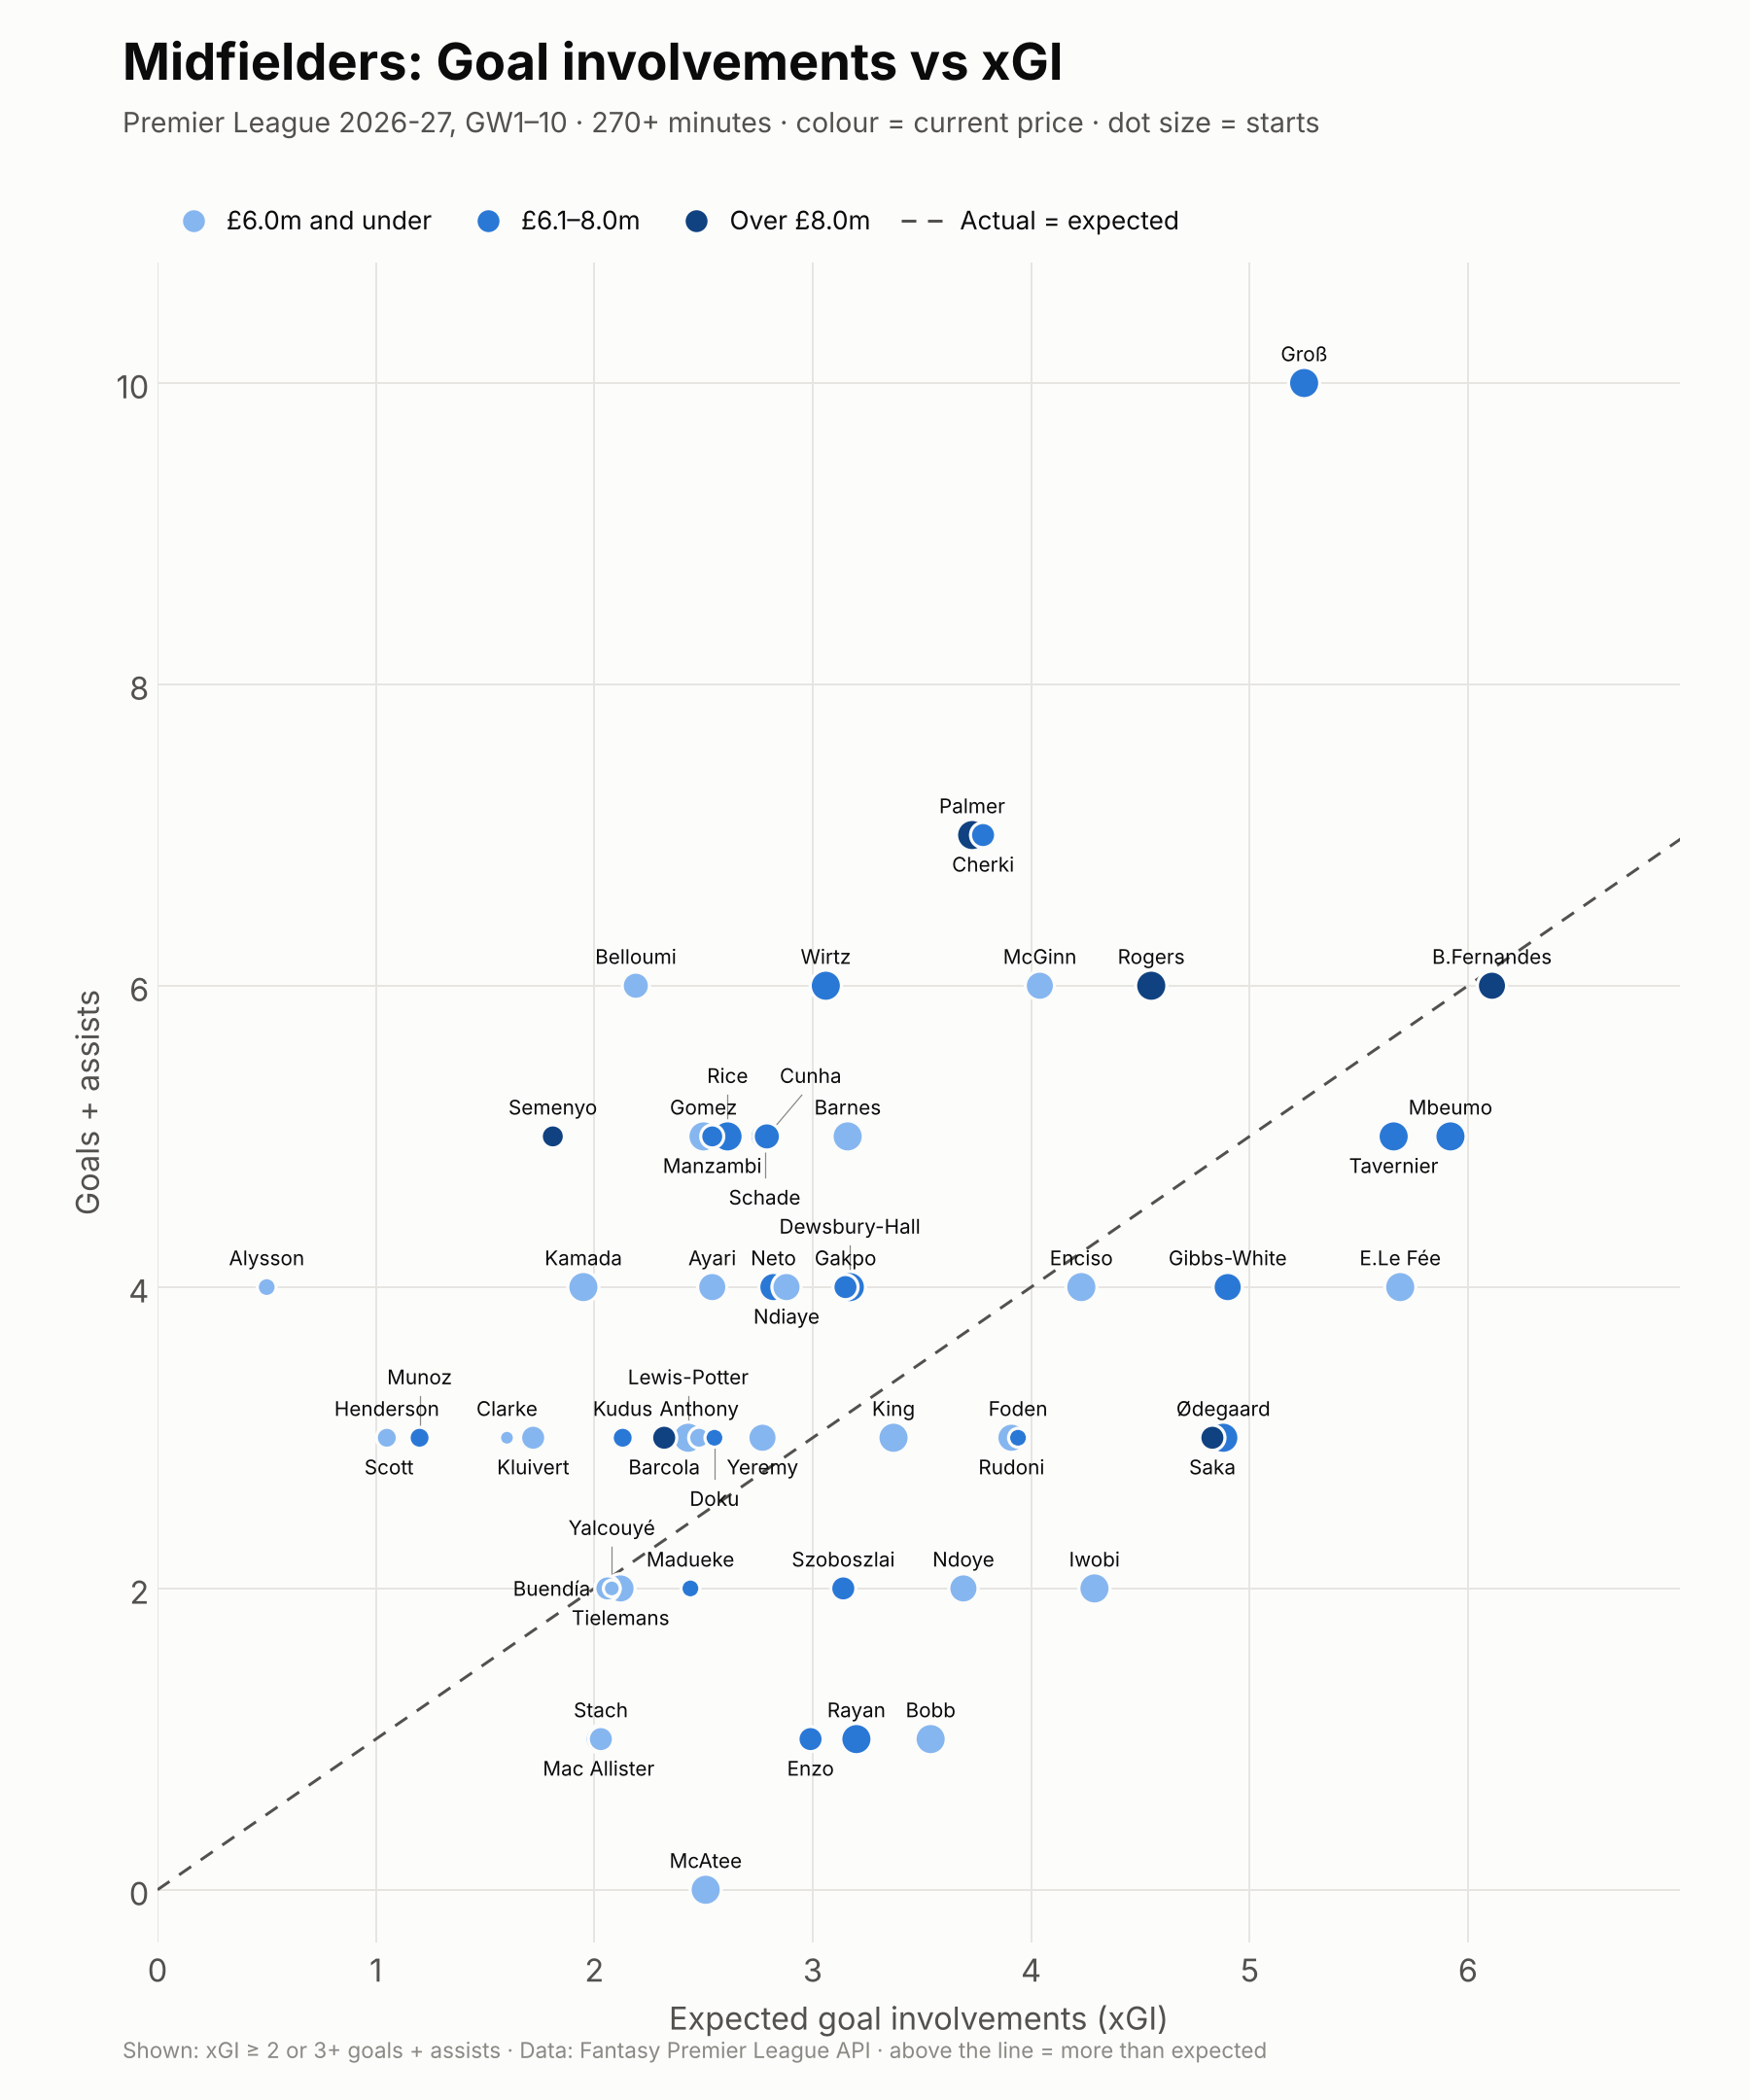 Midfielders: Goal involvements vs xGI
Premier League 2026-27, GW1–10 · 270+ minutes · colour = current price · dot size = starts
£6.0m and under £6.1–8.0m Over £8.0m Actual = expected
Groß
10
8
Palmer
Cherki
Belloumi Wirtz McGinn Rogers B.Fernandes
6
Goals + assists
Rice Cunha
Semenyo Gomez Barnes Mbeumo
Manzambi Tavernier
Schade
Dewsbury-Hall
Alysson Kamada Ayari Neto Gakpo Enciso Gibbs-White E.Le Fée
4
Ndiaye
Munoz Lewis-Potter
Henderson Clarke Kudus Anthony King Foden Ødegaard
Scott Kluivert Barcola Yeremy Rudoni Saka
Doku
Yalcouyé
Madueke Szoboszlai Ndoye Iwobi
2 Buendía
Tielemans
Stach Rayan Bobb
Mac Allister Enzo
McAtee
0
0 1 2 3 4 5 6
Expected goal involvements (xGI)
Shown: xGI ≥ 2 or 3+ goals + assists · Data: Fantasy Premier League API · above the line = more than expected